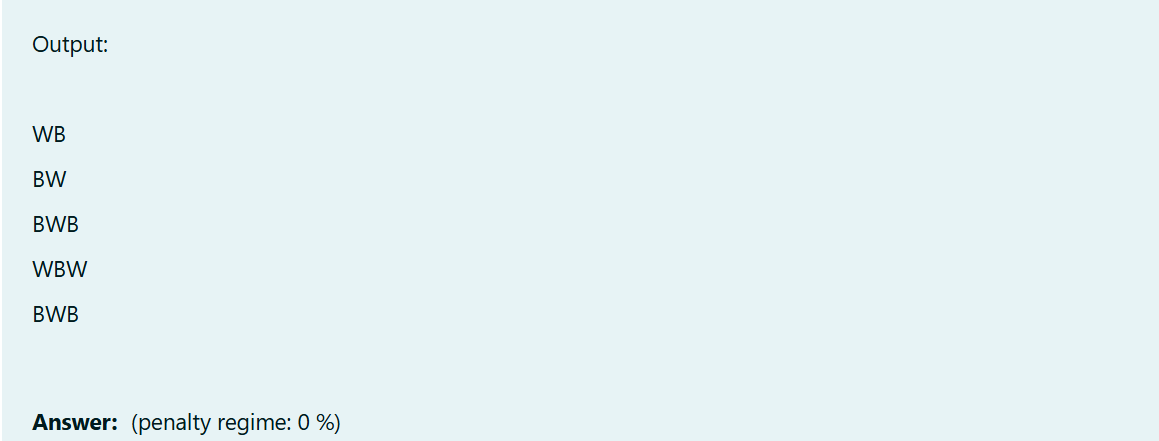 Output:
WB
BW
BWB
WBW
BWB
Answer: (penalty regime: 0 %)